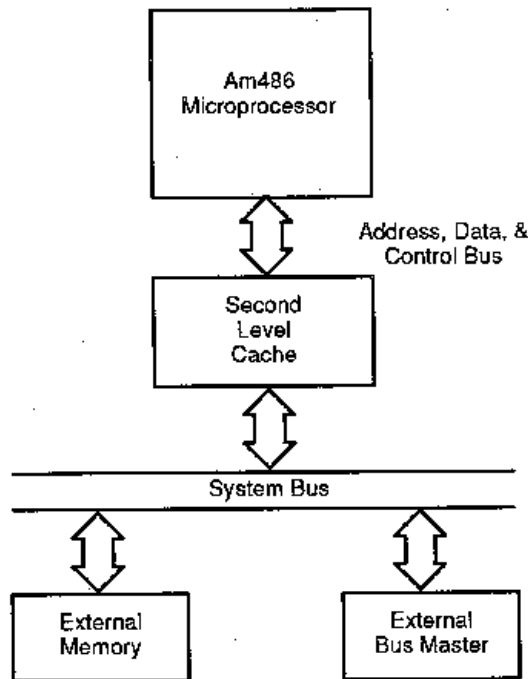 Am486
Microprocessor
Address, Data, &
Control Bus
Second
Level
Cache
System Bus
External
Memory
External
Bus Master